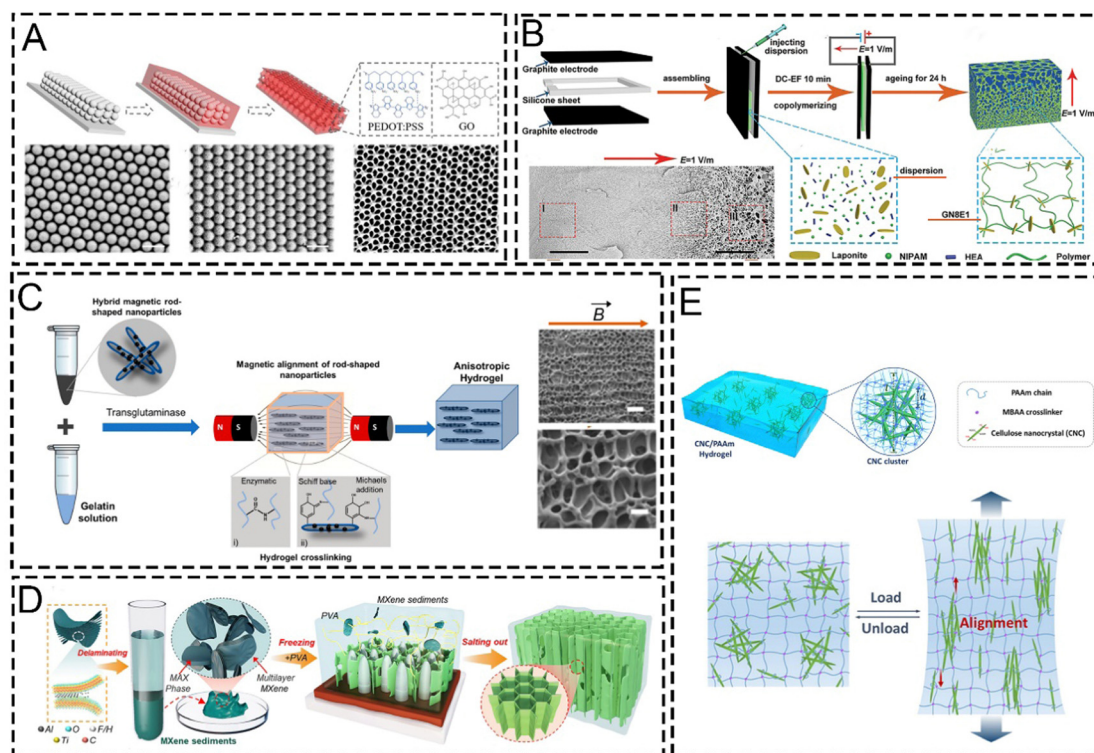 A
PEDOT:PSS
GO
B
Graphite electrode
Silicone sheet
Graphite electrode
assembling
injecting
dispersion
E=1 V/m
DC-EF 10 min
copolymerizing
ageing for 24 h
E=1 V/m
E=1 V/m
I
II
III
dispersion
GN8E1
Laponite
NIPAM
HEA
Polymer
C
Hybrid magnetic rod-
shaped nanoparticles
+
Gelatin
solution
Transglutaminase
Magnetic alignment of rod-shaped
nanoparticles
N S
N S
Enzymatic
i)
Schiff base
Michaels
addition
ii)
Hydrogel crosslinking
Anisotropic
Hydrogel
B
D
Delaminating
Al
O
F/H
Ti
C
MAX
Phase
Multilayer
MXene
MXene sediments
Freezing
+PVA
PVA
MXene sediments
Salting out
E
CNC/PAAm
Hydrogel
CNC cluster
d
PAAm chain
MBAA crosslinker
Cellulose nanocrystal (CNC)
Load
Unload
Alignment